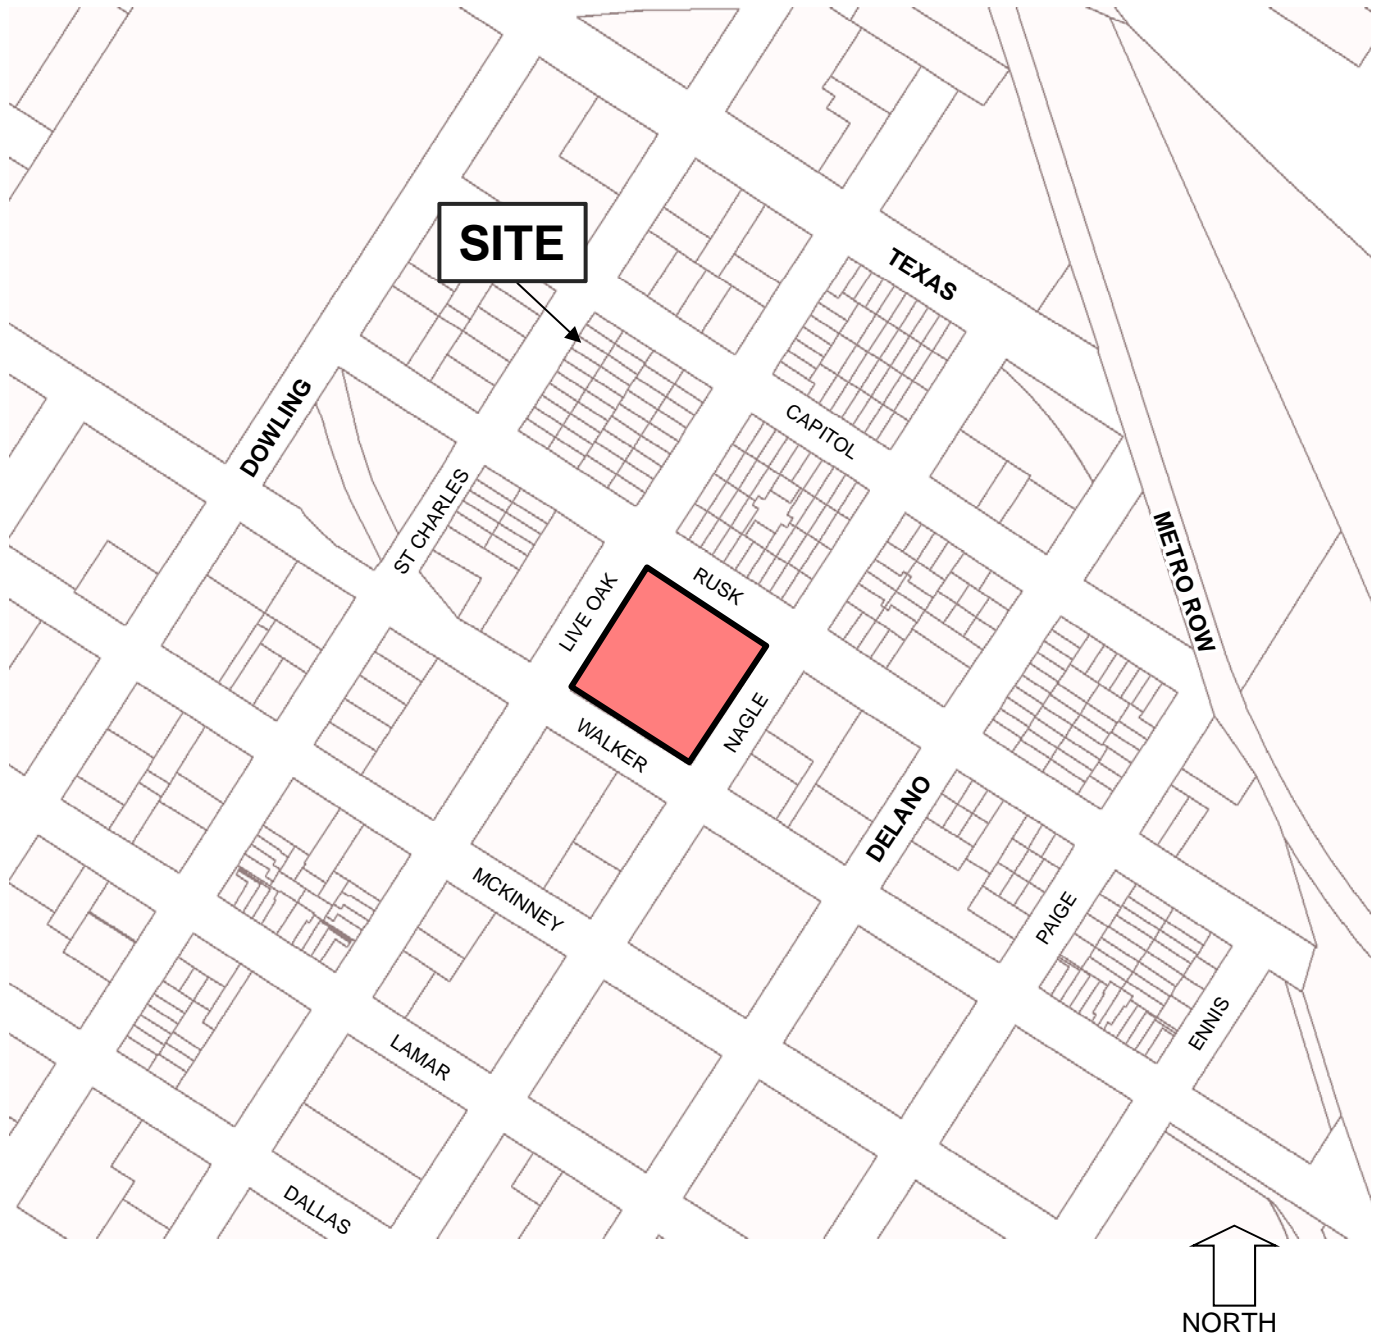 SITE
TEXAS
DOWLING
CAPITOL
ST CHARLES
METRO ROW
RUSK
LIVE OAK
NAGLE
WALKER
DELANO
MCKINNEY
PAIGE
ENNIS
LAMAR
DALLAS
NORTH